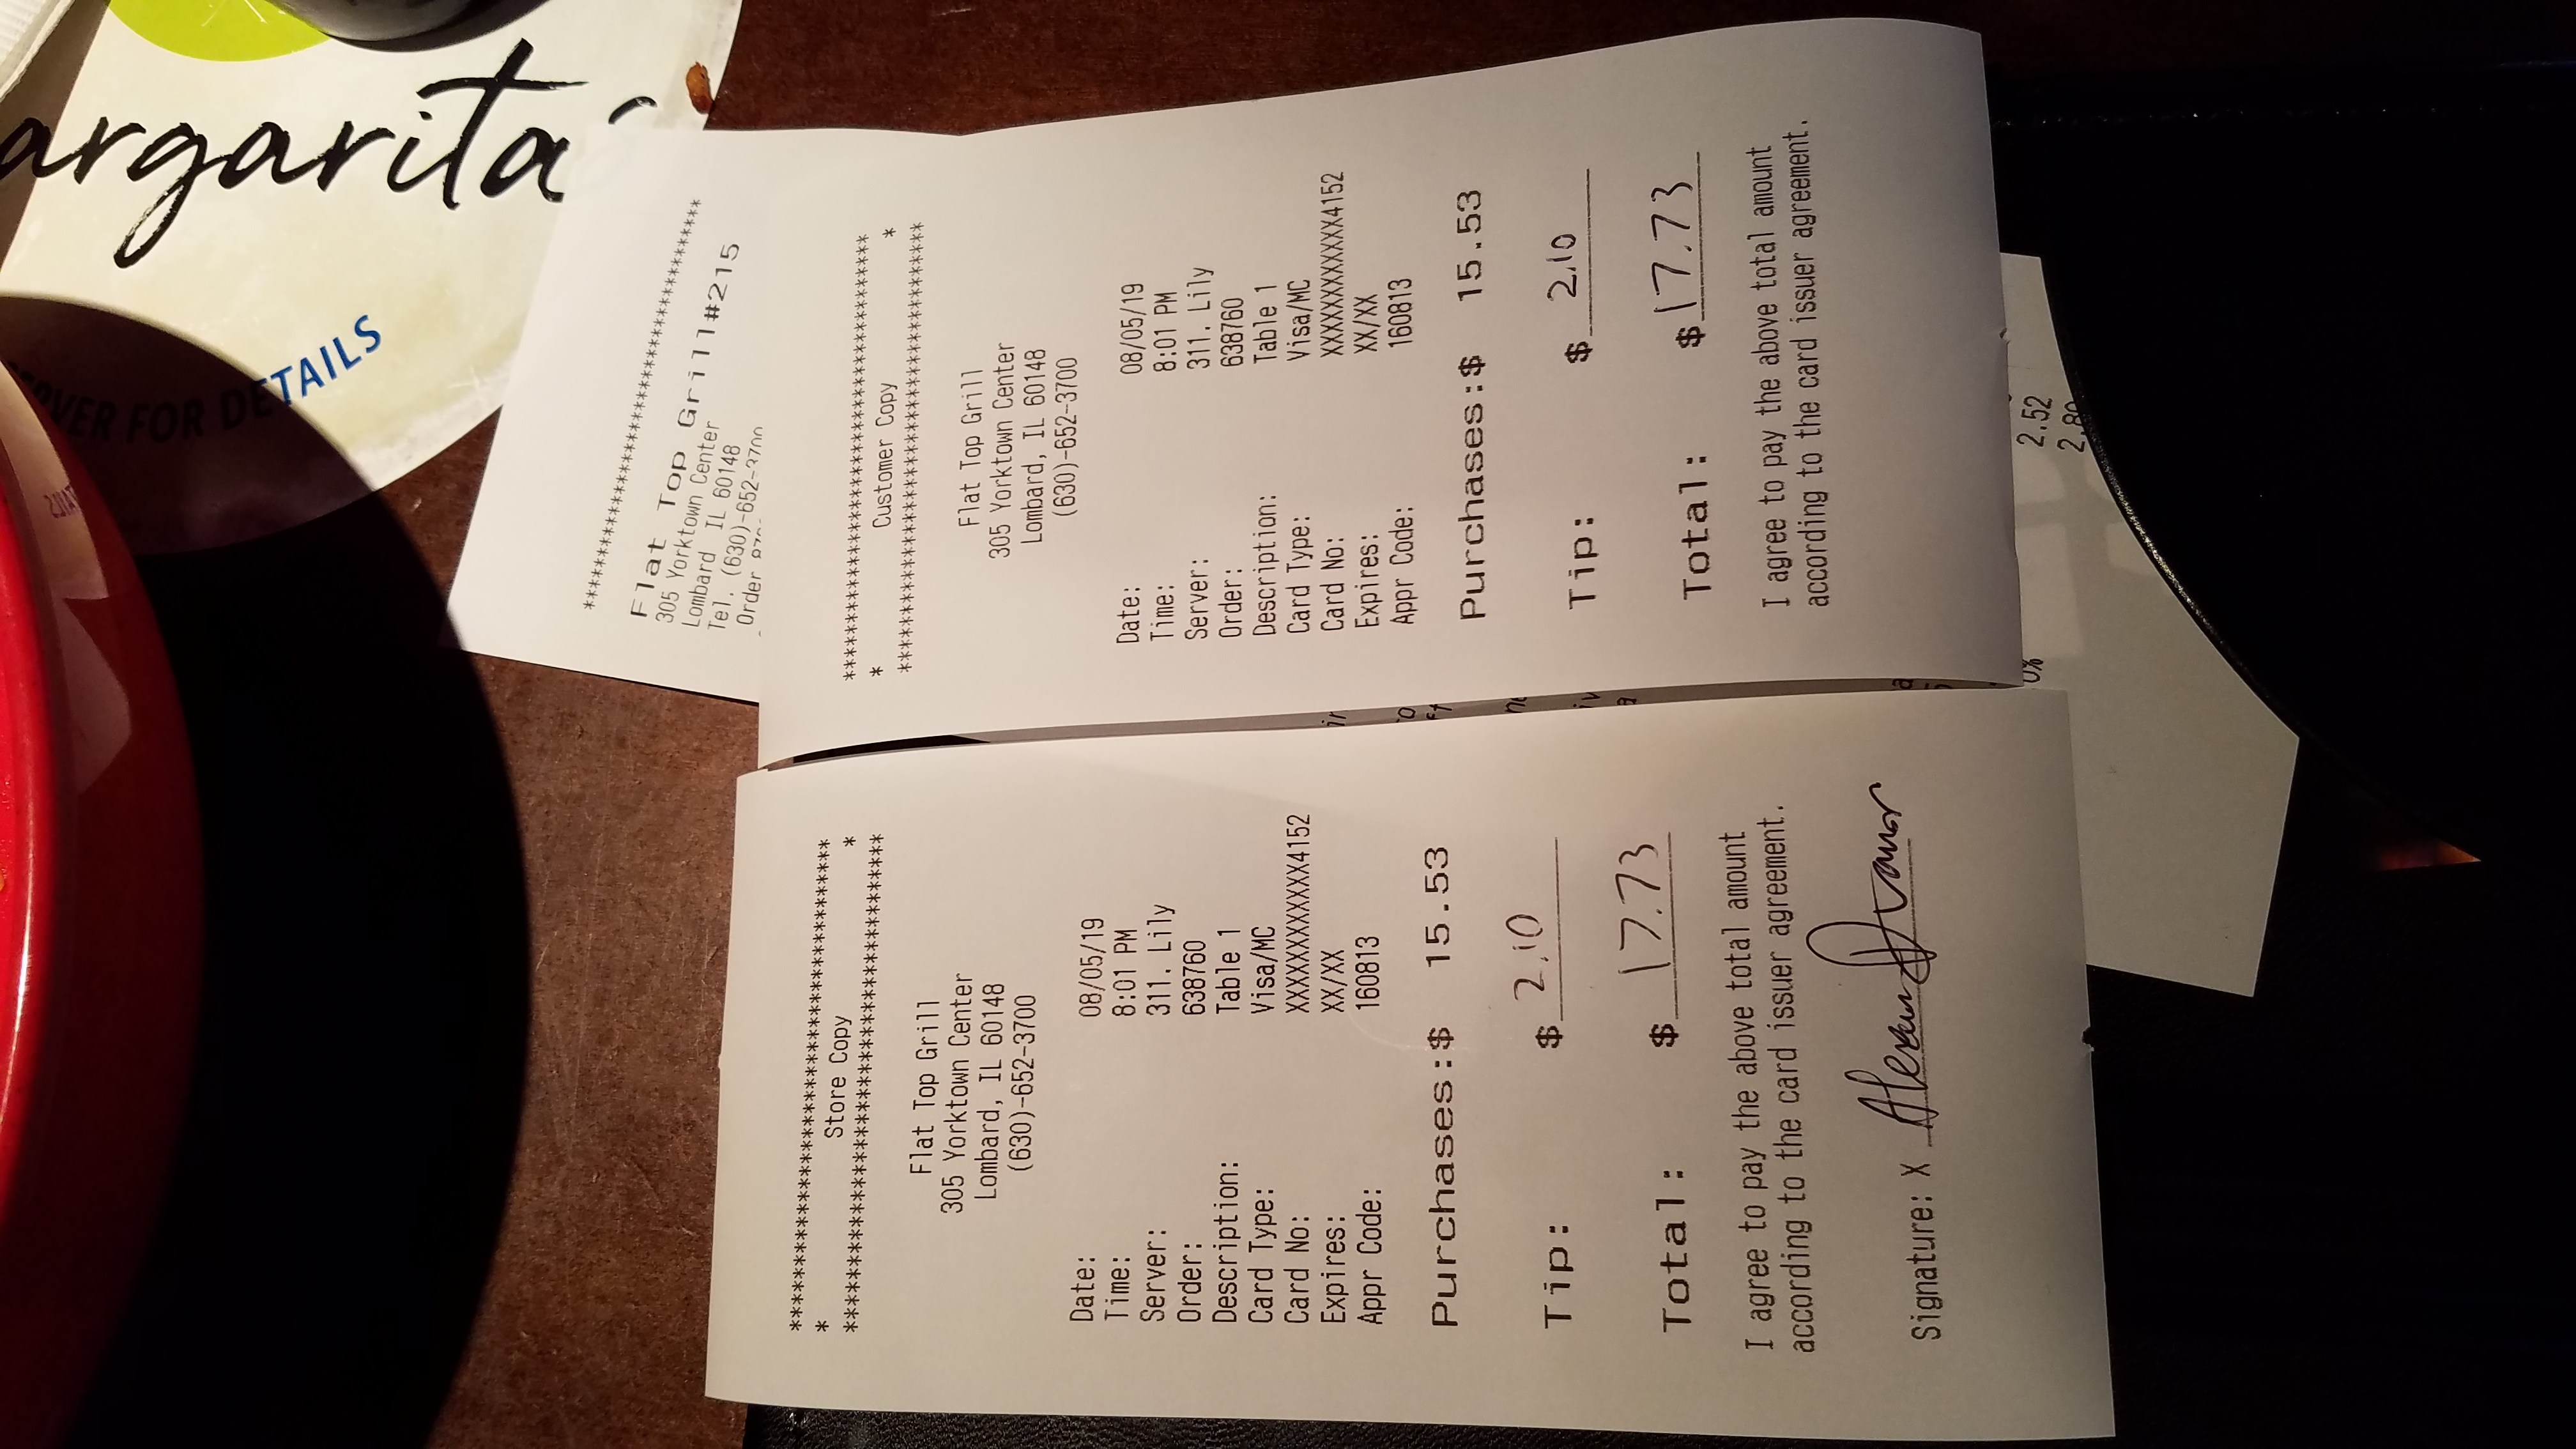 OVER FOR DETAILS
argarita
****************************************
Flat Top Grill#215
305 Yorktown Center
Lombard IL 60148
Tel. (630)-652-3700
Order
****************************************
* Store Copy *
****************************************
Flat Top Grill
305 Yorktown Center
Lombard, IL 60148
(630)-652-3700
Date: 08/05/19
Time: 8:01 PM
Server: 311. Lily
Order: 638760
Description: Table 1
Card Type: Visa/MC
Card No: XXXXXXXXXXXX4152
Expires: XX/XX
Appr Code: 160813
Purchases:$ 15.53
Tip: $ 2.10
Total: $ 17.73
I agree to pay the above total amount
according to the card issuer agreement.
Signature: X
****************************************
* Customer Copy *
****************************************
Flat Top Grill
305 Yorktown Center
Lombard, IL 60148
(630)-652-3700
Date: 08/05/19
Time: 8:01 PM
Server: 311. Lily
Order: 638760
Description: Table 1
Card Type: Visa/MC
Card No: XXXXXXXXXXXX4152
Expires: XX/XX
Appr Code: 160813
Purchases:$ 15.53
Tip: $ 2.10
Total: $ 17.73
I agree to pay the above total amount
according to the card issuer agreement.
0% 2.52
2.80